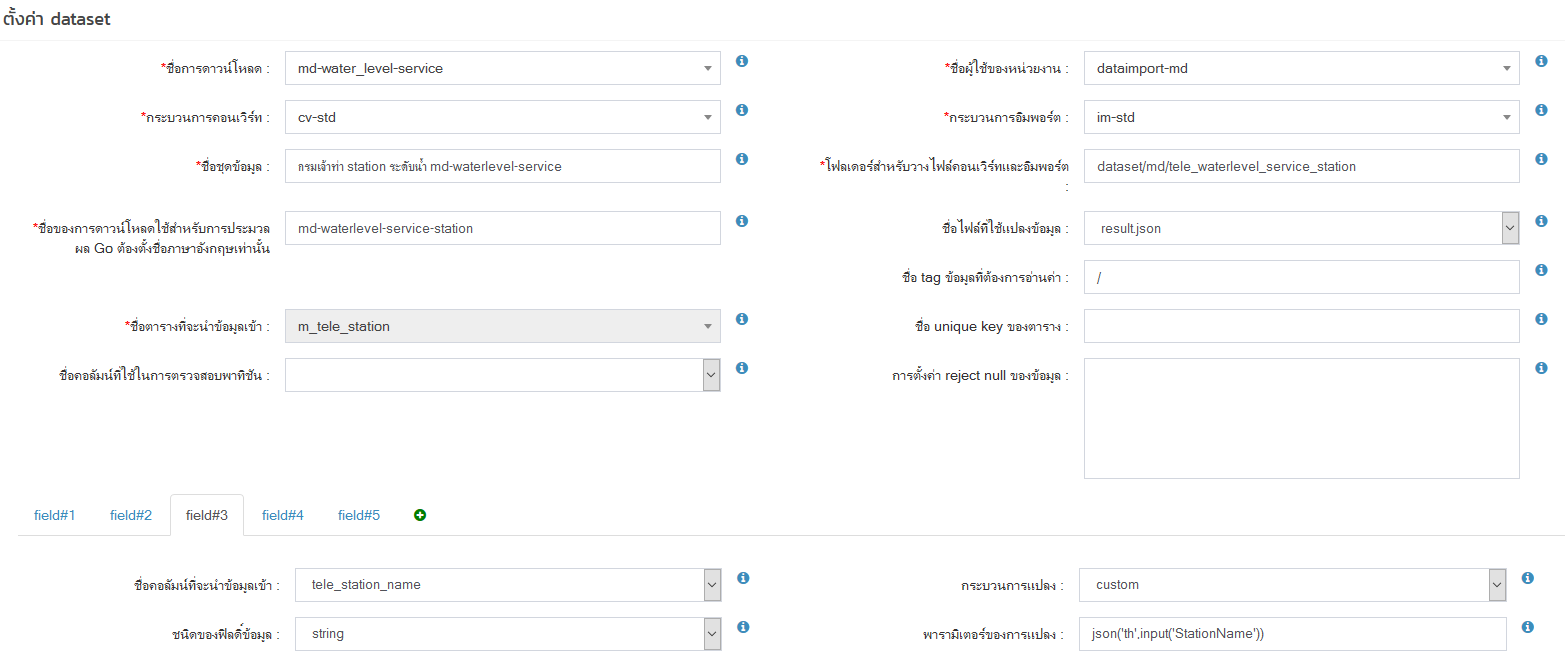 ตั้งค่า dataset
*ชื่อการดาวน์โหลด : md-water_level-service *ชื่อผู้ใช้ของหน่วยงาน : dataimport-md
*กระบวนการคอนเวิร์ท : cv-std *กระบวนการอิมพอร์ต : im-std
*ชื่อชุดข้อมูล : กรมเจ้าท่า station ระดับน้ำ md-waterlevel-service *โฟลเดอร์สำหรับวางไฟล์คอนเวิร์ทและอิมพอร์ต dataset/md/tele_waterlevel_service_station
:
*ชื่อของการดาวน์โหลดใช้สำหรับการประมวล md-waterlevel-service-station ชื่อไฟล์ที่ใช้แปลงข้อมูล : result.json
ผล Go ต้องตั้งชื่อภาษาอังกฤษเท่านั้น
ชื่อ tag ข้อมูลที่ต้องการอ่านค่า : /
*ชื่อตารางที่จะนำข้อมูลเข้า : m_tele_station ชื่อ unique key ของตาราง :
ชื่อคอลัมน์ที่ใช้ในการตรวจสอบพาทิชัน : การตั้งค่า reject null ของข้อมูล :
field#1 field#2 field#3 field#4 field#5
ชื่อคอลัมน์ที่จะนำข้อมูลเข้า : tele_station_name กระบวนการแปลง : custom
ชนิดของฟิลด์ข้อมูล : string พารามิเตอร์ของการแปลง : json('th',input('StationName'))